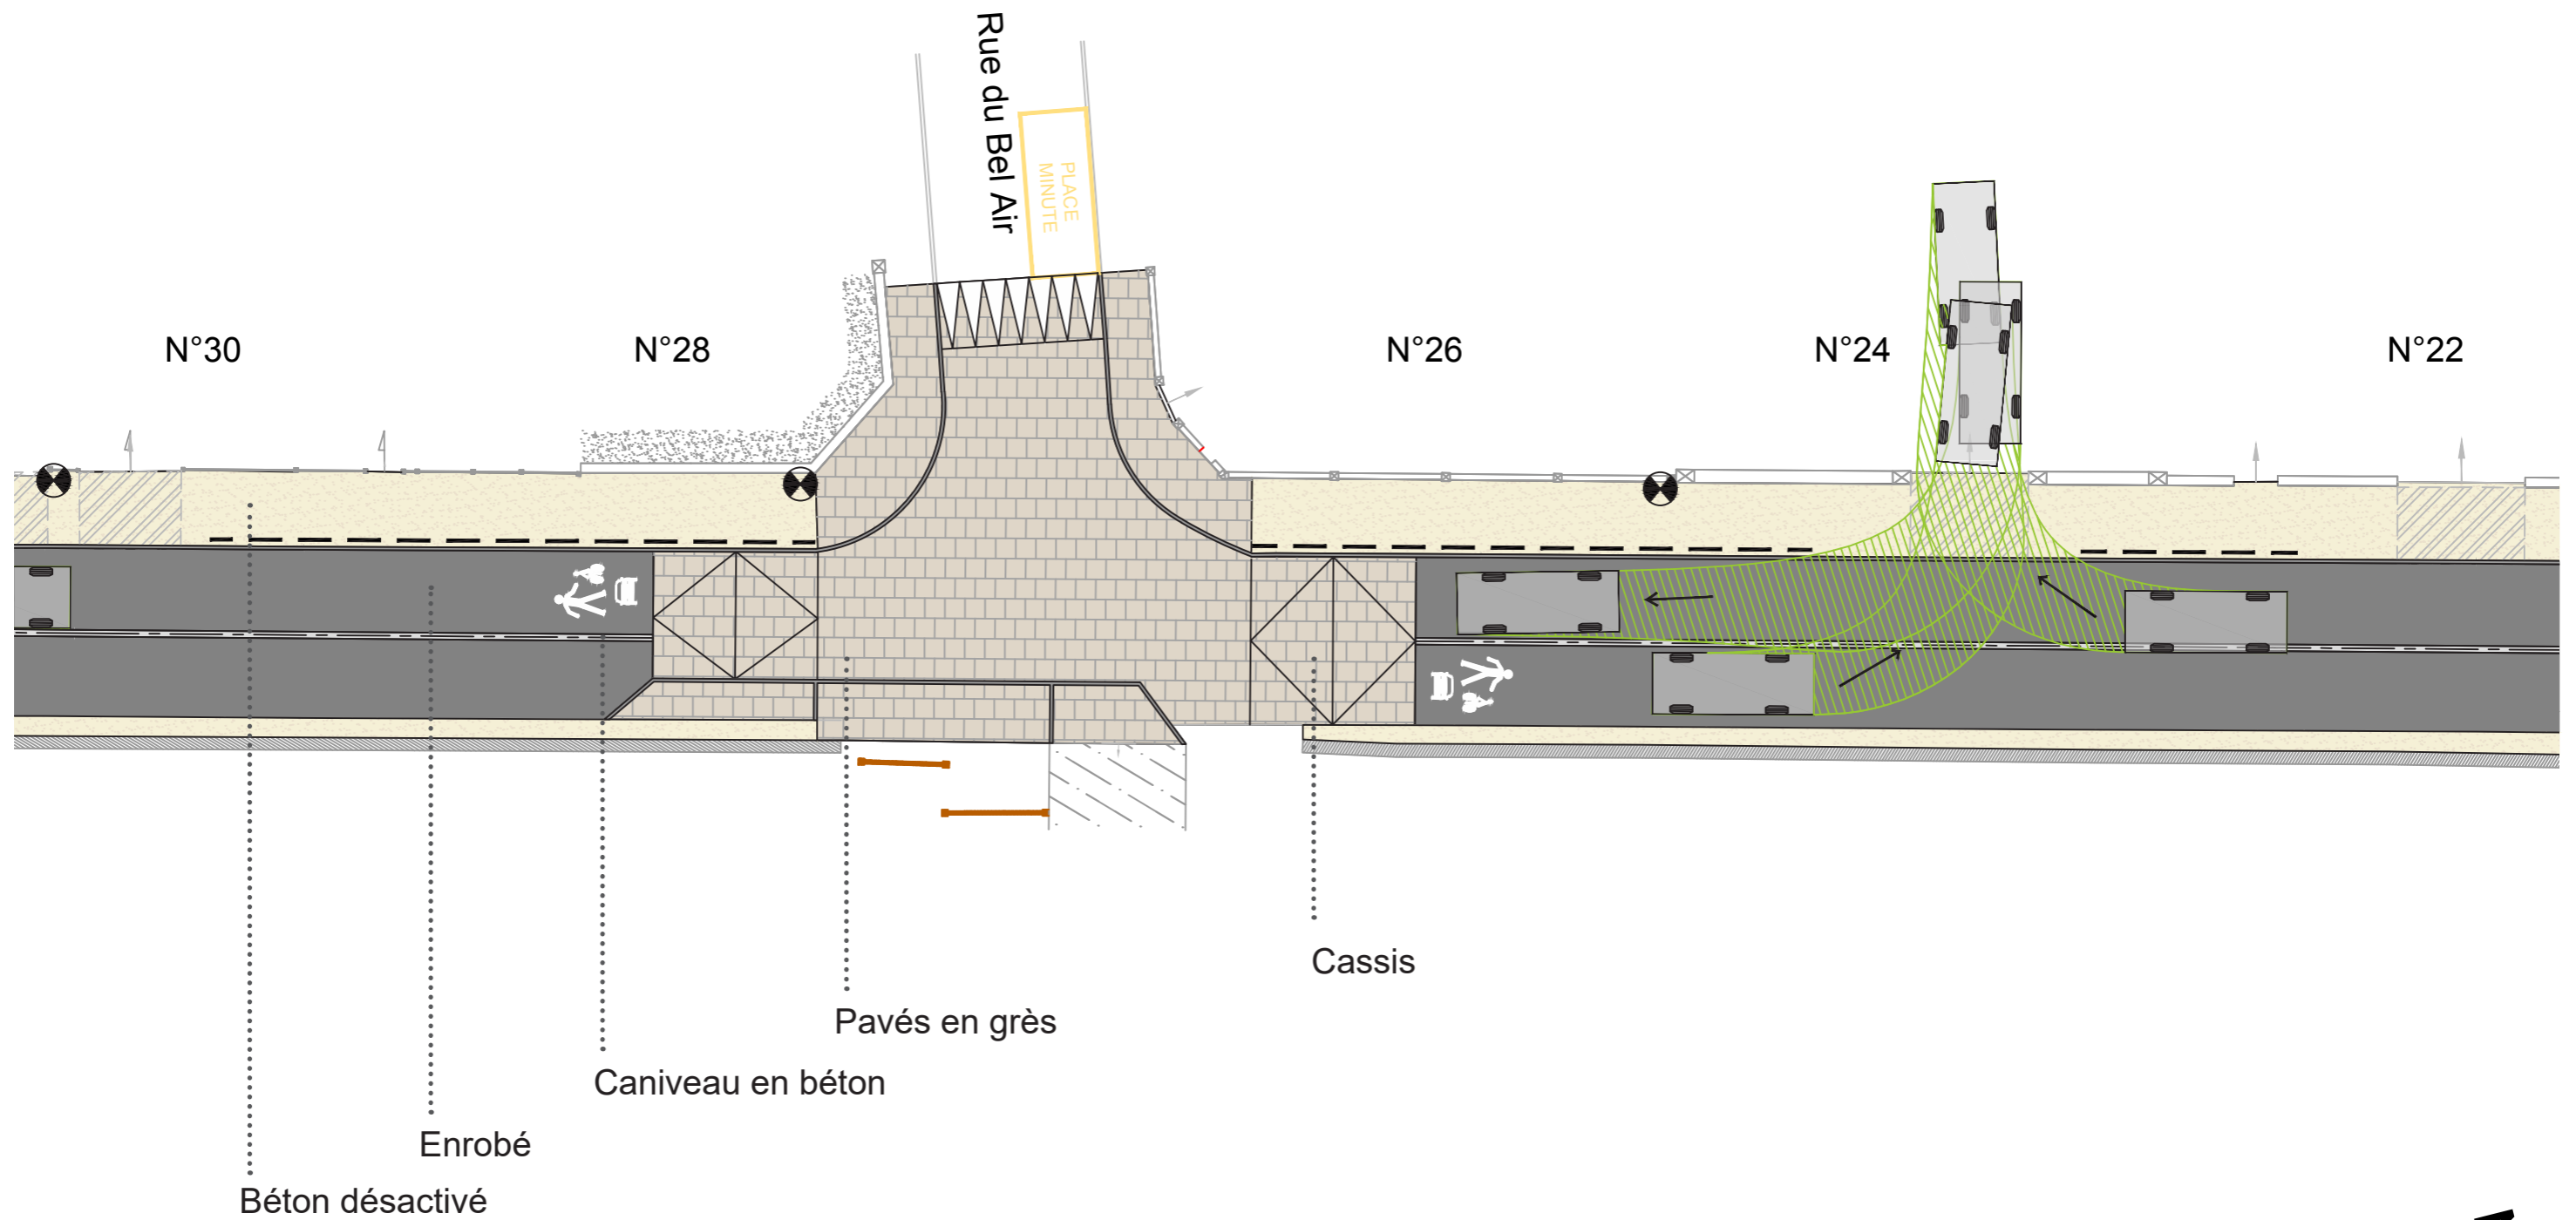 Rue du Bel Air
PLACE
MINUTE
N°30
N°28
N°26
N°24
N°22
Cassis
Pavés en grès
Caniveau en béton
Enrobé
Béton désactivé